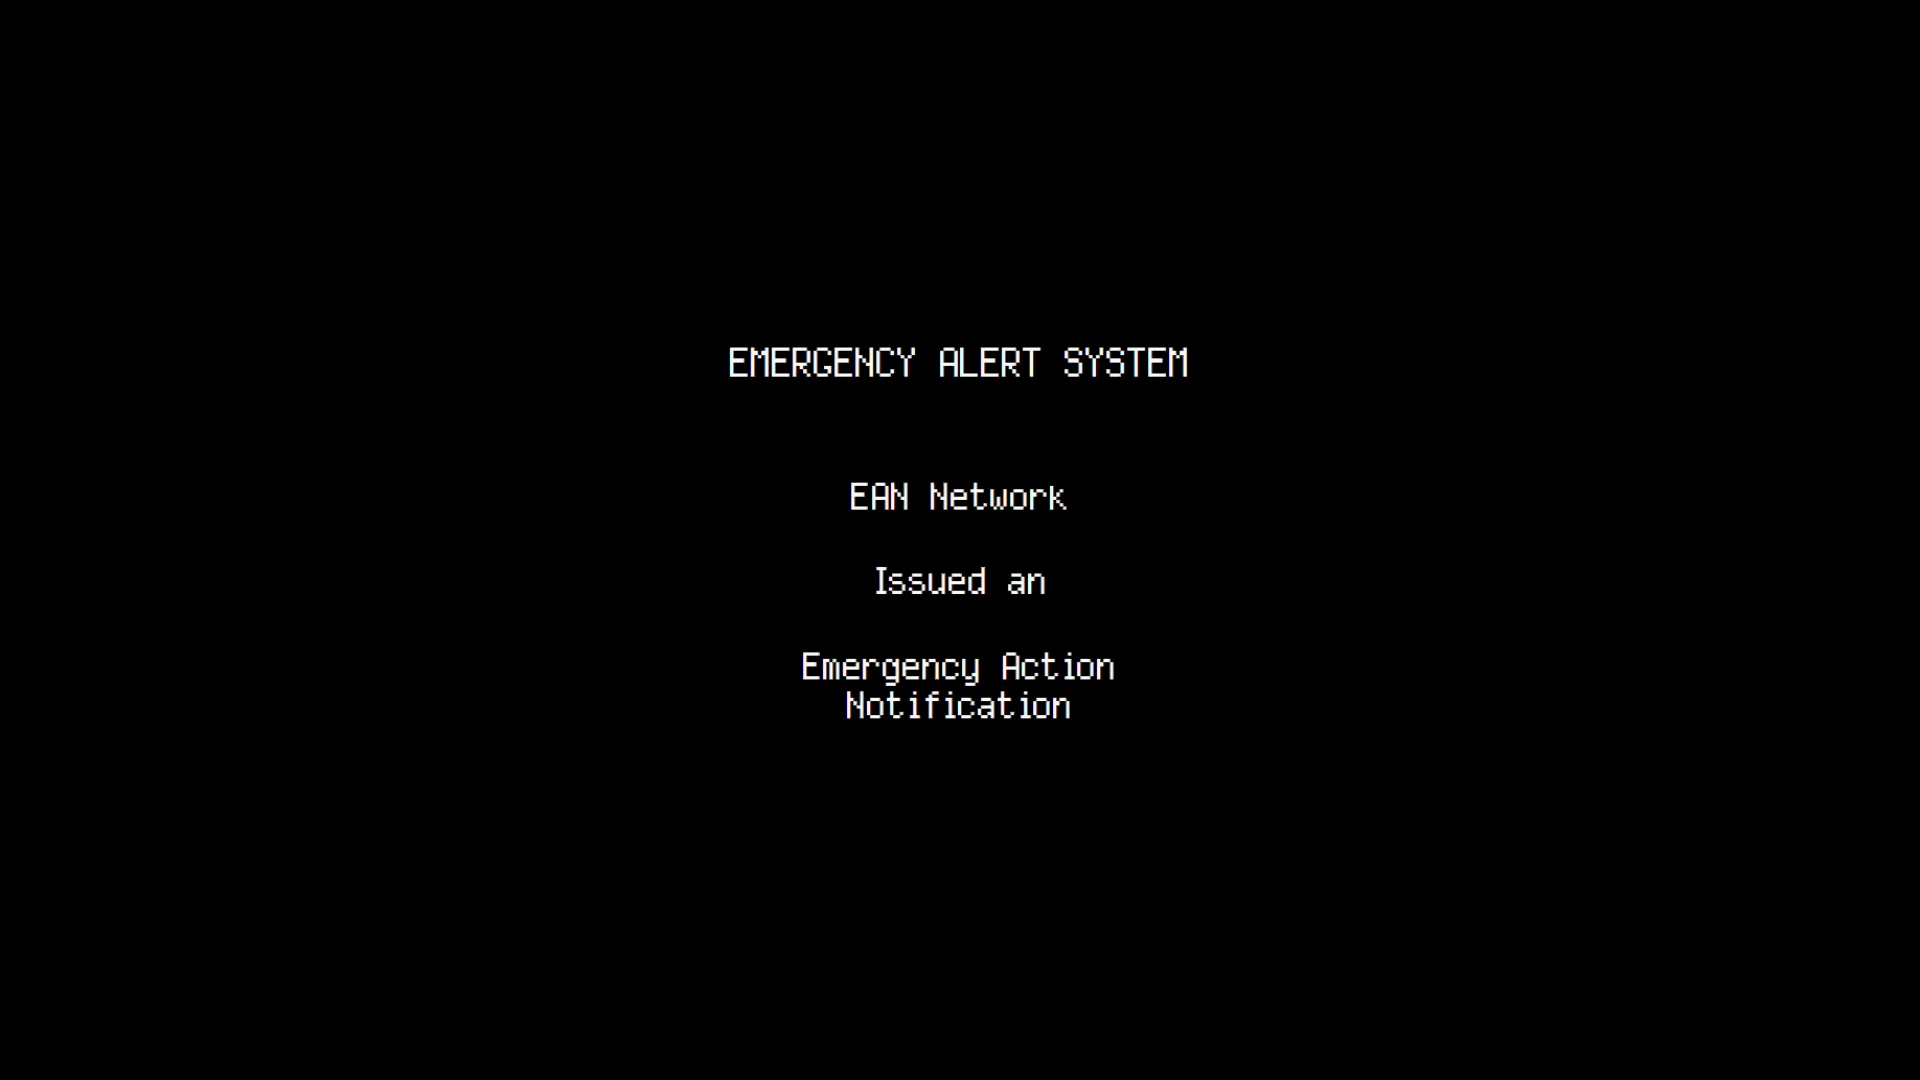 EMERGENCY ALERT SYSTEM
EAN Network
Issued an
Emergency Action
Notification